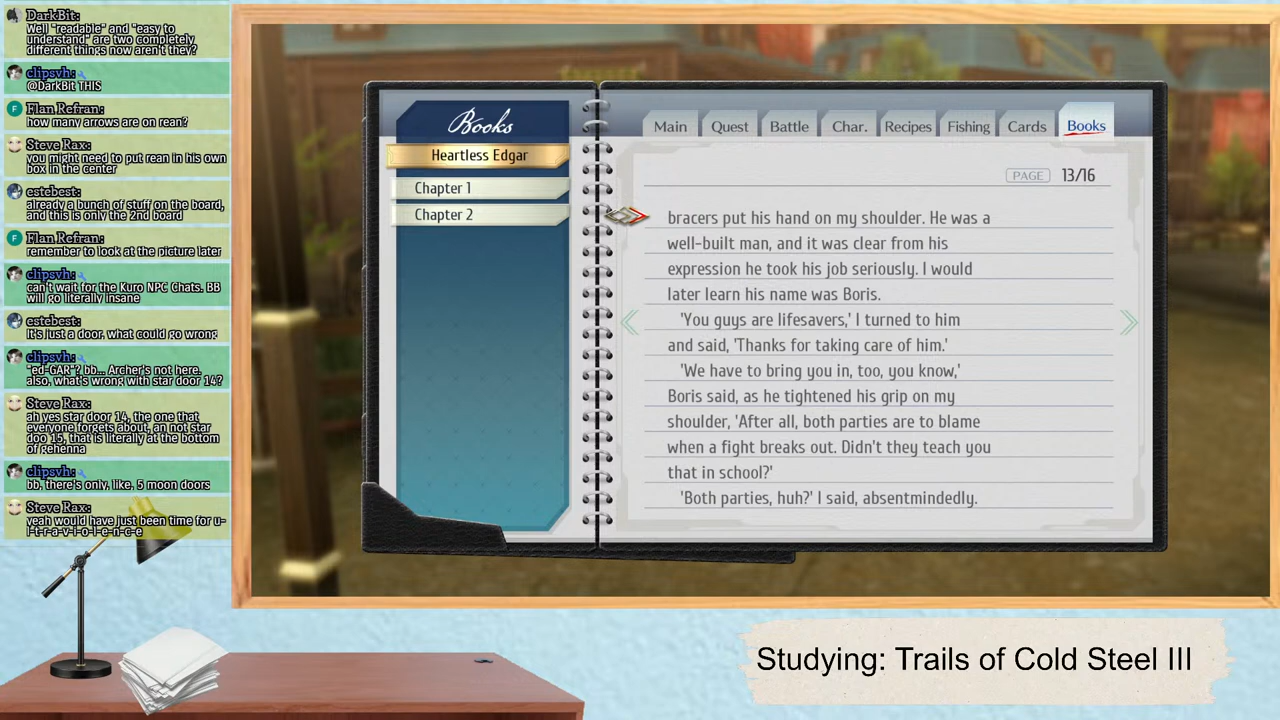 DarkBit:
Well "readable" and "easy to
understand" are two completely
different things now aren't they?
clipsvh:
@DarkBit THIS
F
Flan Refran:
how many arrows are on rean?
Steve Rax:
you might need to put rean in his own
box in the center
estebest:
already a bunch of stuff on the board,
and this is only the 2nd board
F
Flan Refran:
remember to look at the picture later
clipsvh:
can't wait for the Kuro NPC Chats. BB
will go literally insane
estebest:
it's just a door, what could go wrong
clipsvh:
"ed-GAR"? bb... Archer's not here.
also, what's wrong with star door 14?
Steve Rax:
ah yes star door 14, the one that
everyone forgets about, an not star
doo 15, that is literally at the bottom
of gehenna
clipsvh:
bb, there's only, like, 5 moon doors
Steve Rax:
yeah would have just been time for u-
l-t-r-a-v-i-o-l-e-n-c-e
Books
Heartless Edgar
Chapter 1
Chapter 2
Main
Quest
Battle
Char.
Recipes
Fishing
Cards
Books
PAGE 13/16
bracers put his hand on my shoulder. He was a
well-built man, and it was clear from his
expression he took his job seriously. I would
later learn his name was Boris.
'You guys are lifesavers,' I turned to him
and said, 'Thanks for taking care of him.'
'We have to bring you in, too, you know,'
Boris said, as he tightened his grip on my
shoulder, 'After all, both parties are to blame
when a fight breaks out. Didn't they teach you
that in school?'
'Both parties, huh?' I said, absentmindedly.
Studying: Trails of Cold Steel III